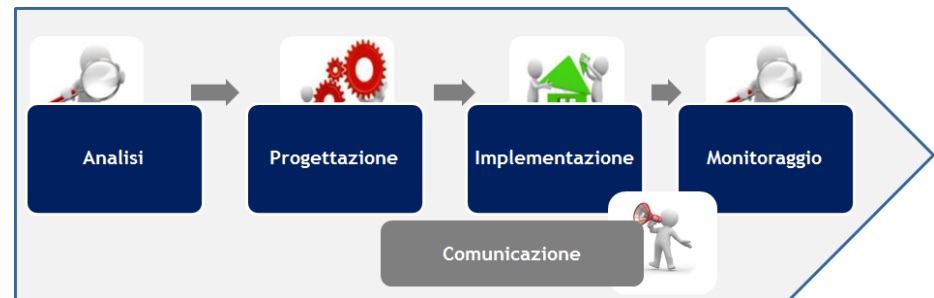 Analisi
Progettazione
Implementazione
Monitoraggio
Comunicazione